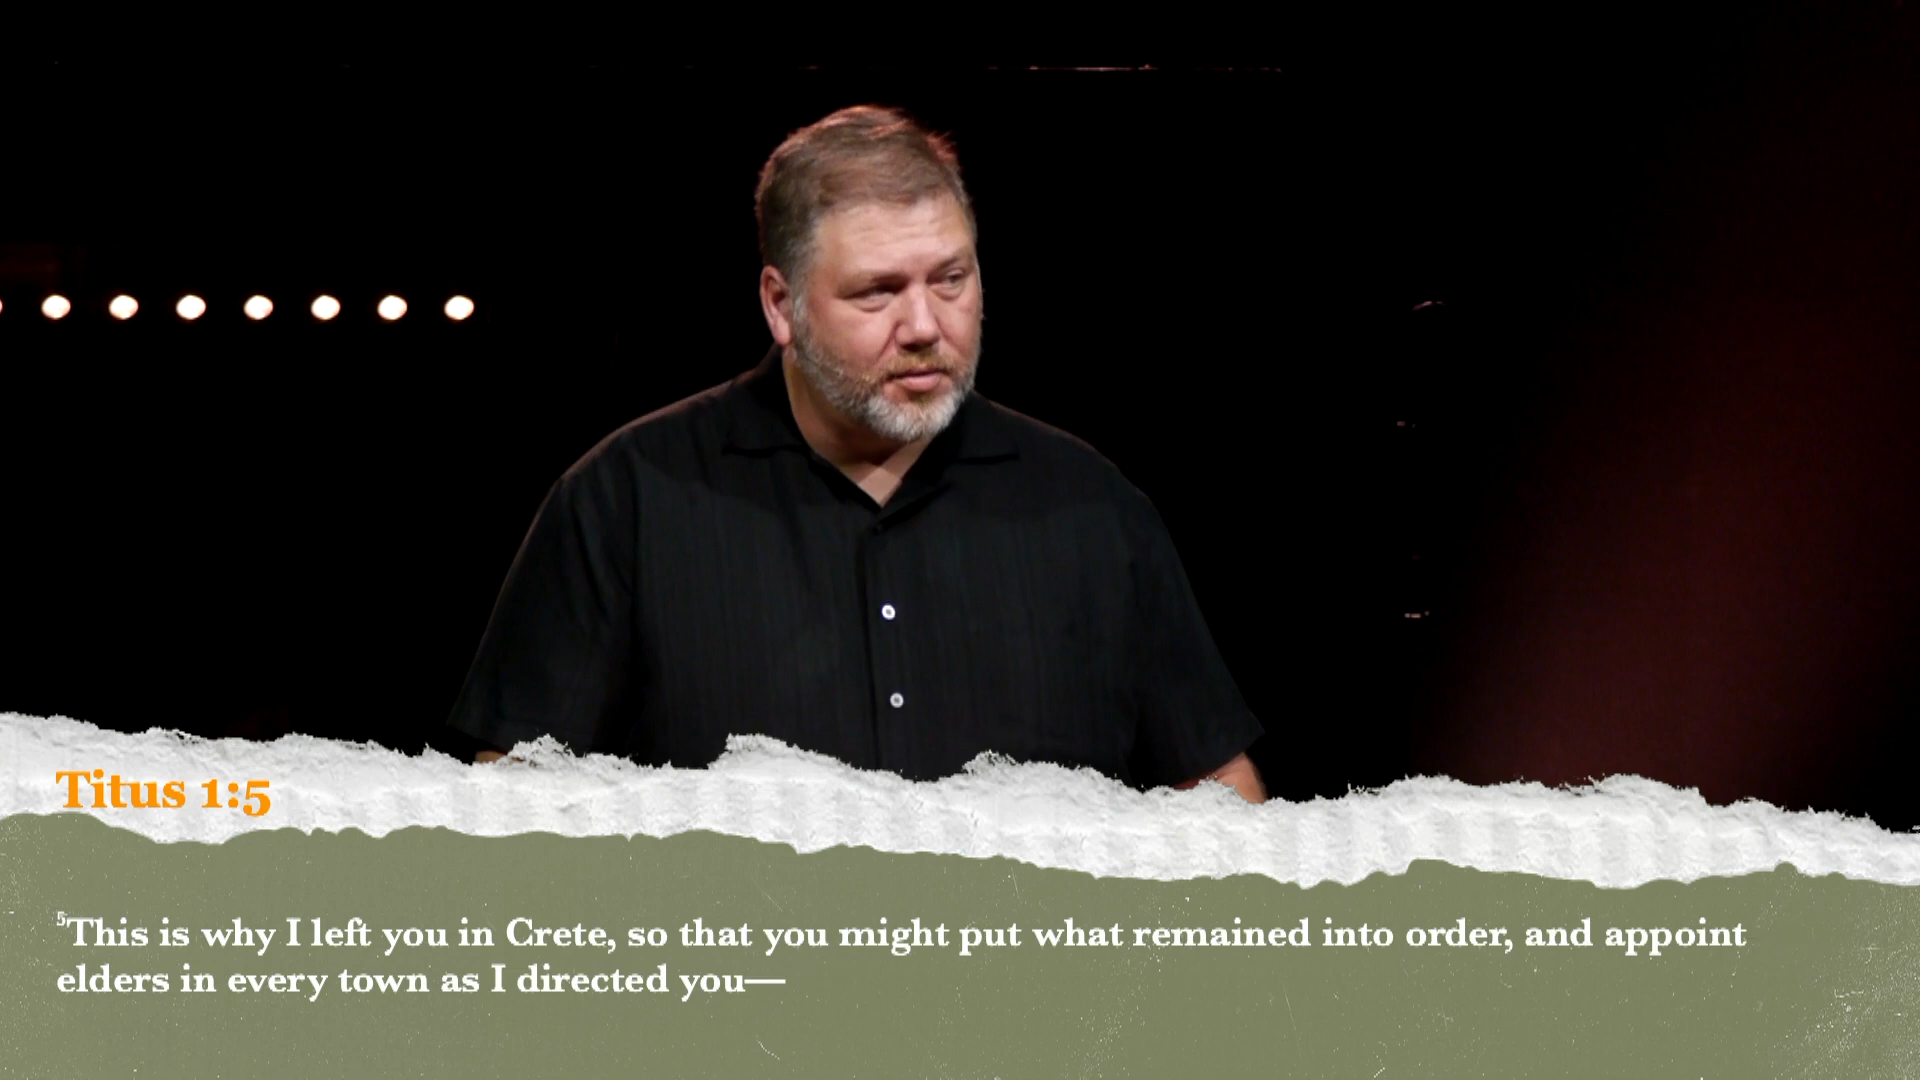 Titus 1:5
⁵This is why I left you in Crete, so that you might put what remained into order, and appoint
elders in every town as I directed you—